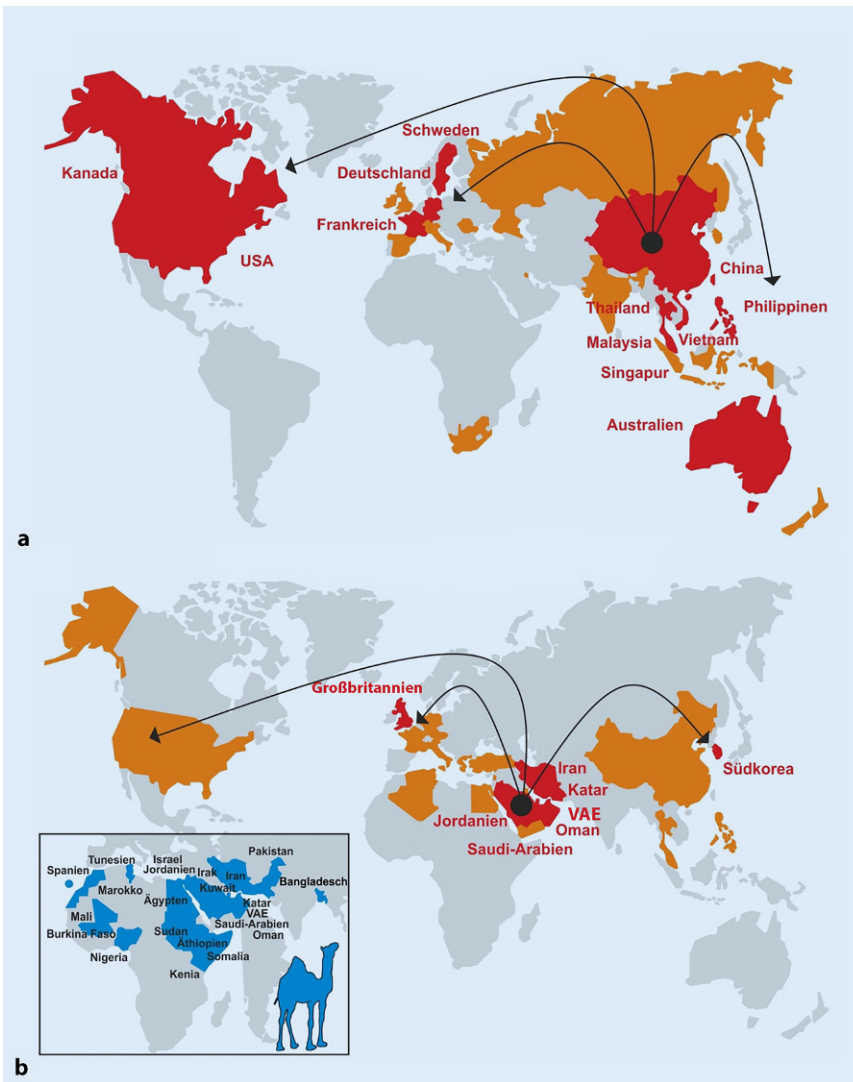 Schweden
Kanada
Deutschland
Frankreich
USA
China
Thailand
Philippinen
Malaysia
Vietnam
Singapur
Australien
a
Großbritannien
Iran
Südkorea
Katar
Jordanien
VAE
Oman
Saudi-Arabien
Pakistan
Tunesien
Israel
Spanien
Jordanien
Irak
Iran
Marokko
Kuwait
Bangladesch
Ägypten
Katar
Mali
VAE
Saudi-Arabien
Burkina Faso
Sudan
Oman
Äthiopien
Nigeria
Somalia
Kenia
b